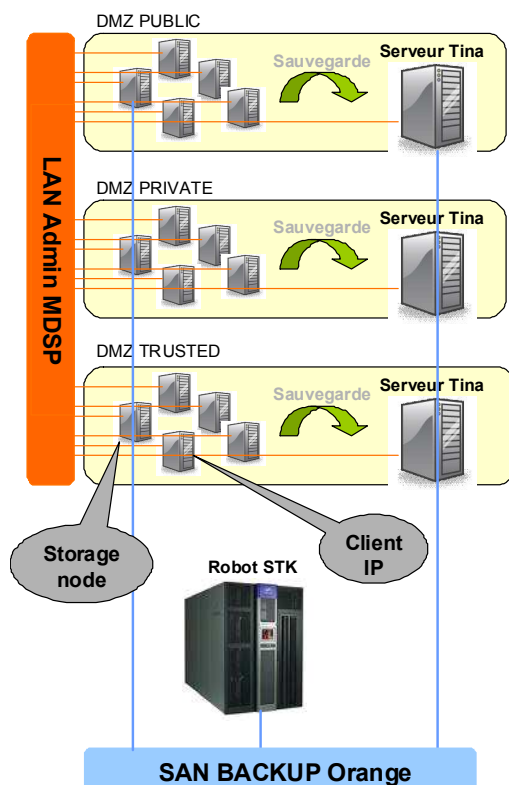 DMZ PUBLIC
Sauvegarde
Serveur Tina
LAN Admin MDSP
DMZ PRIVATE
Sauvegarde
Serveur Tina
DMZ TRUSTED
Sauvegarde
Serveur Tina
Storage
node
Client
IP
Robot STK
SAN BACKUP Orange